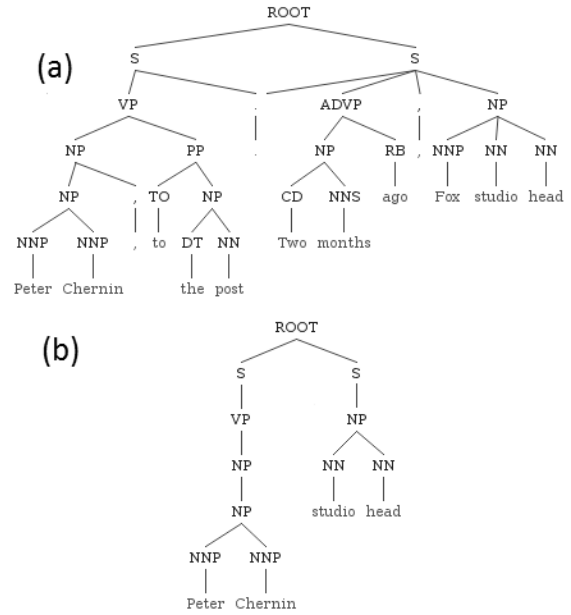 ROOT
(a)
S S
VP . ADVP , NP
NP PP . NP RB , NNP NN NN
NP , TO NP CD NNS ago Fox studio head
NNP NNP , to DT NN Two months
Peter Chernin the post
ROOT
(b)
S S
VP NP
NP NN NN
NP studio head
NNP NNP
Peter Chernin